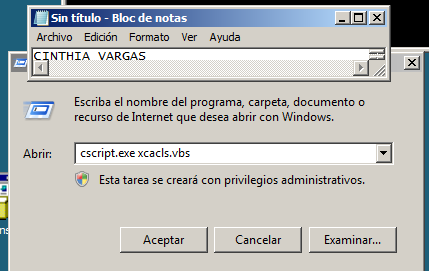 Sin título - Bloc de notas
Archivo Edición Formato Ver Ayuda
CINTHIA VARGAS
Escriba el nombre del programa, carpeta, documento o
recurso de Internet que desea abrir con Windows.
Abrir: cscript.exe xcacls.vbs
Esta tarea se creará con privilegios administrativos.
Aceptar Cancelar Examinar...